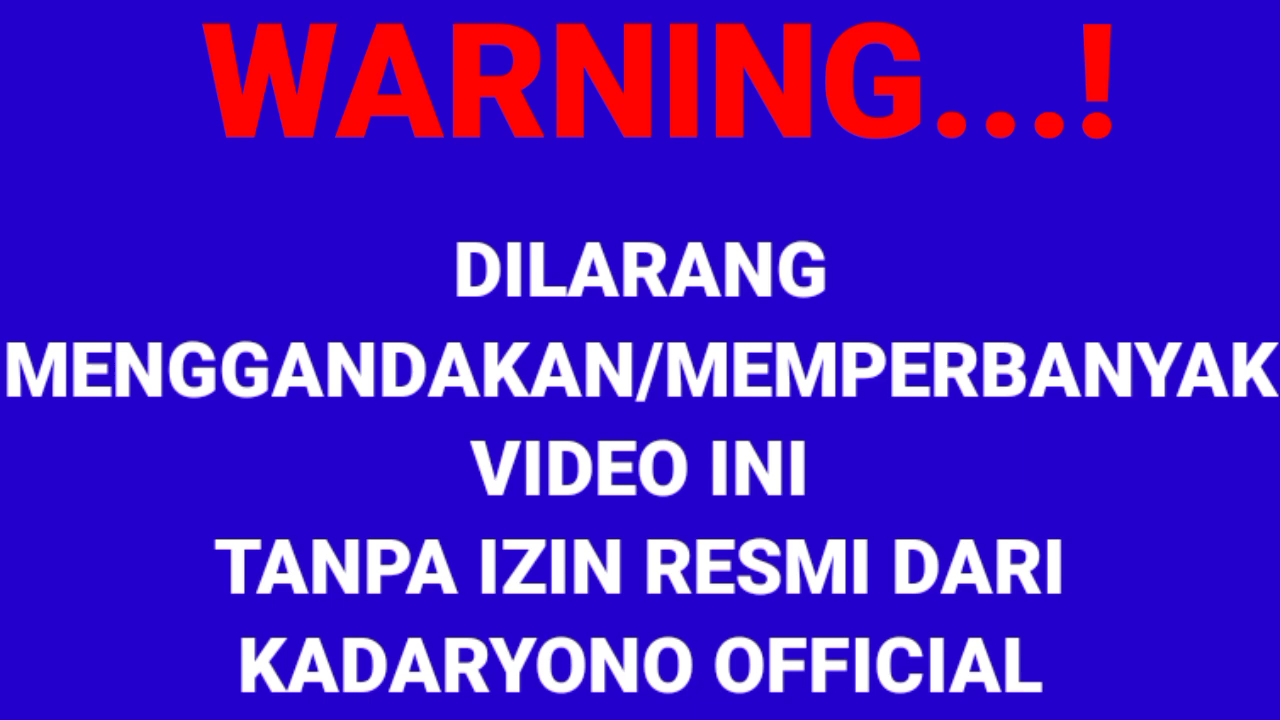 WARNING...!
DILARANG
MENGGANDAKAN/MEMPERBANYAK
VIDEO INI
TANPA IZIN RESMI DARI
KADARYONO OFFICIAL